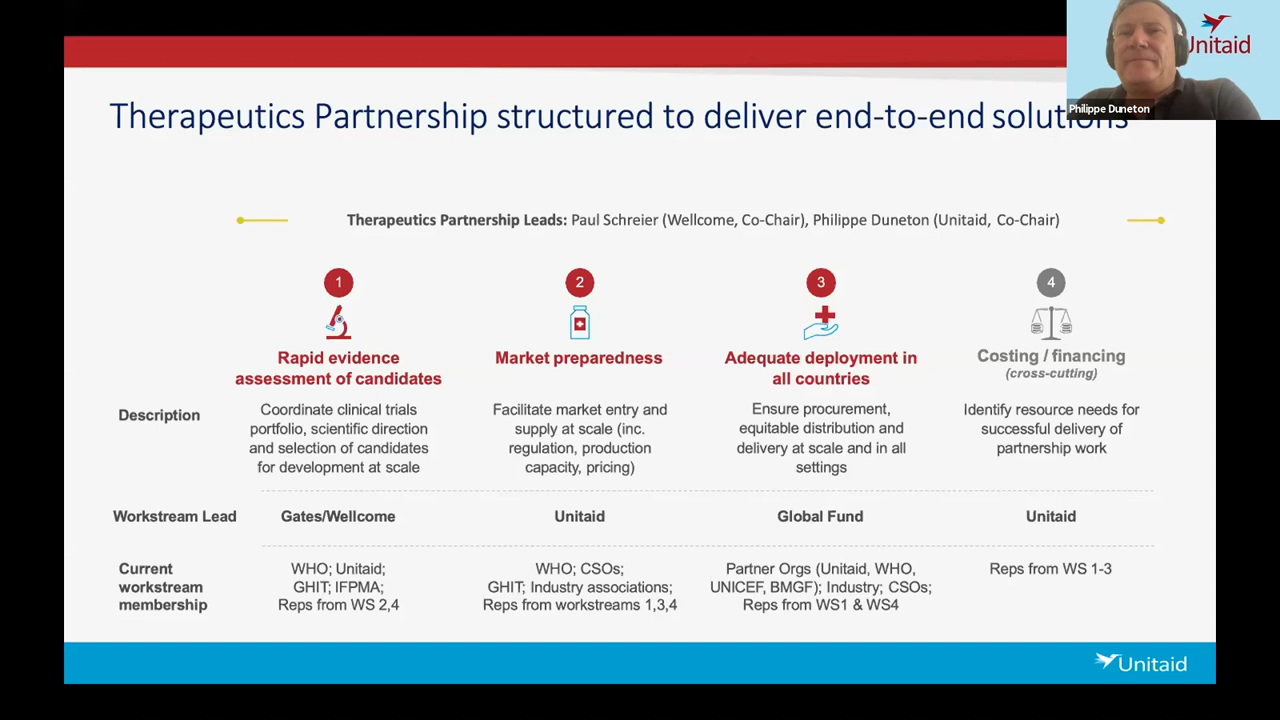 Unitaid
Philippe Duneton
Therapeutics Partnership structured to deliver end-to-end solutions
Therapeutics Partnership Leads: Paul Schreier (Wellcome, Co-Chair), Philippe Duneton (Unitaid, Co-Chair)
1
2
3
4
Rapid evidence
assessment of candidates
Market preparedness
Adequate deployment in
all countries
Costing / financing
(cross-cutting)
Description
Coordinate clinical trials
portfolio, scientific direction
and selection of candidates
for development at scale
Facilitate market entry and
supply at scale (inc.
regulation, production
capacity, pricing)
Ensure procurement,
equitable distribution and
delivery at scale and in all
settings
Identify resource needs for
successful delivery of
partnership work
Workstream Lead
Gates/Wellcome
Unitaid
Global Fund
Unitaid
Current
workstream
membership
WHO; Unitaid;
GHIT; IFPMA;
Reps from WS 2,4
WHO; CSOs;
GHIT; Industry associations;
Reps from workstreams 1,3,4
Partner Orgs (Unitaid, WHO,
UNICEF, BMGF); Industry; CSOs;
Reps from WS1 & WS4
Reps from WS 1-3
Unitaid